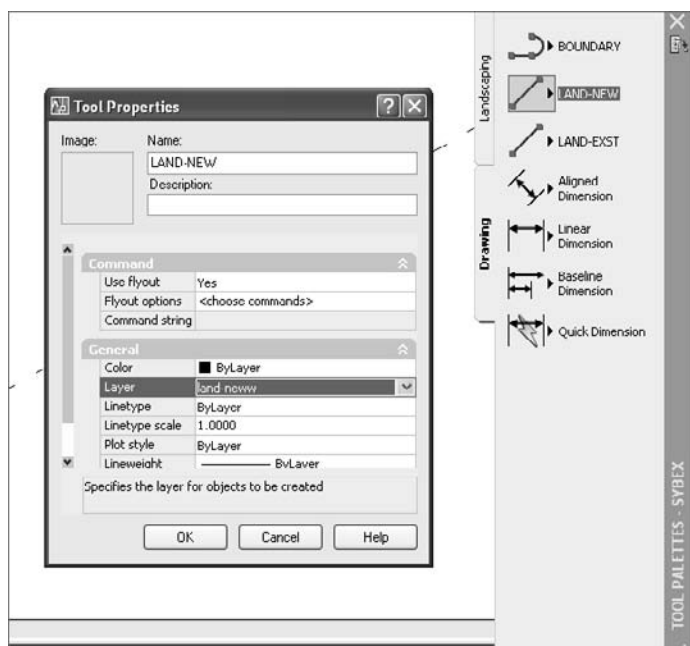 Tool Properties
Image:
Name:
LAND-NEW
Description:
Command
Use flyout Yes
Flyout options <choose commands>
Command string
General
Color ByLayer
Layer land neww
Linetype ByLayer
Linetype scale 1.0000
Plot style ByLayer
Lineweight ByLayer
Specifies the layer for objects to be created
OK
Cancel
Help
Landscaping
Drawing
BOUNDARY
LAND-NEW
LAND-EXST
Aligned
Dimension
Linear
Dimension
Baseline
Dimension
Quick Dimension
TOOL PALETTES - SYBEX